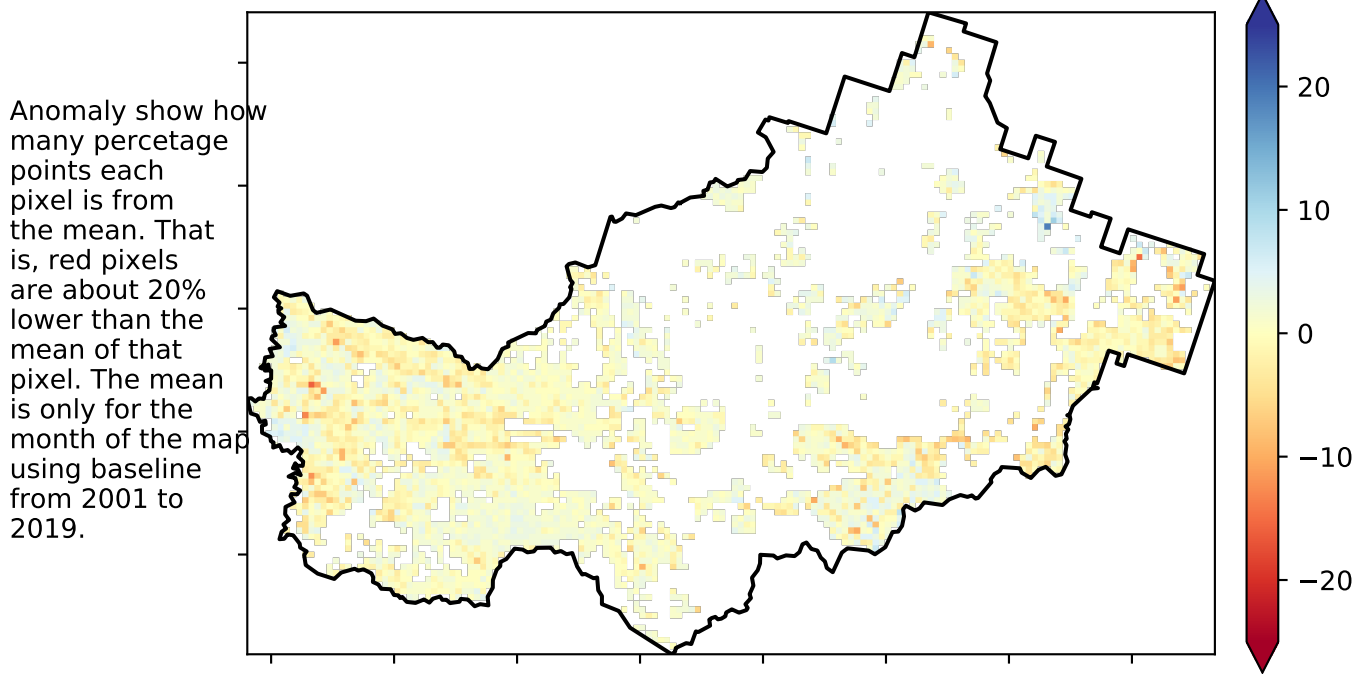 Anomaly show how
many percetage
points each
pixel is from
the mean. That
is, red pixels
are about 20%
lower than the
mean of that
pixel. The mean
is only for the
month of the map
using baseline
from 2001 to
2019.
20
10
0
−10
−20